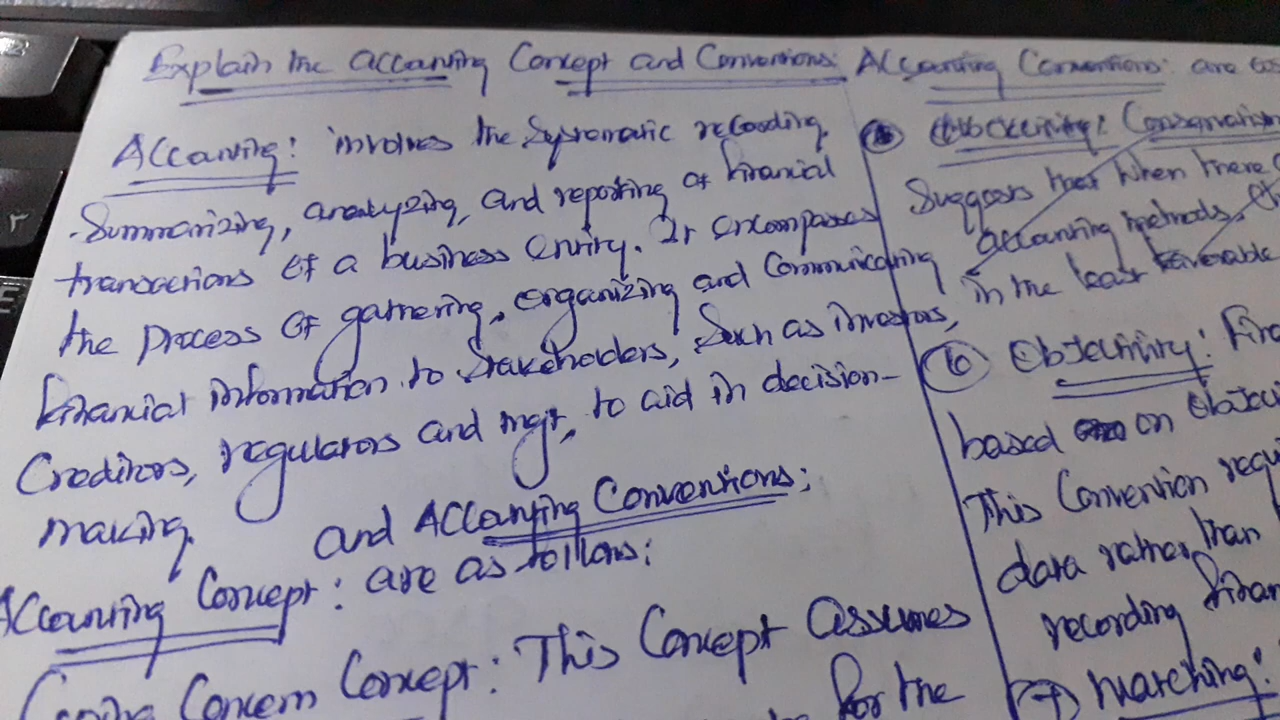 Explain the accounting Concept and Conventions:
Accounting: involves the Systematic recording,
Summarizing, analyzing, and reporting of financial
transactions of a business entity. It encompasses
the process of gathering, organizing and Communicating
financial information to Stakeholders, Such as investors,
Creditors, regulators and mgt, to aid in decision-
making.
and Accounting Conventions:
Accounting Concept: are as follows:
Going Concern Concept: This Concept assumes
for the
Accounting Conventions: are
Objectivity:
Suggests that when there
accounting methods,
in the least favorable
6 Objectivity:
based on
This Convention
data rather than
recording
7 matching: